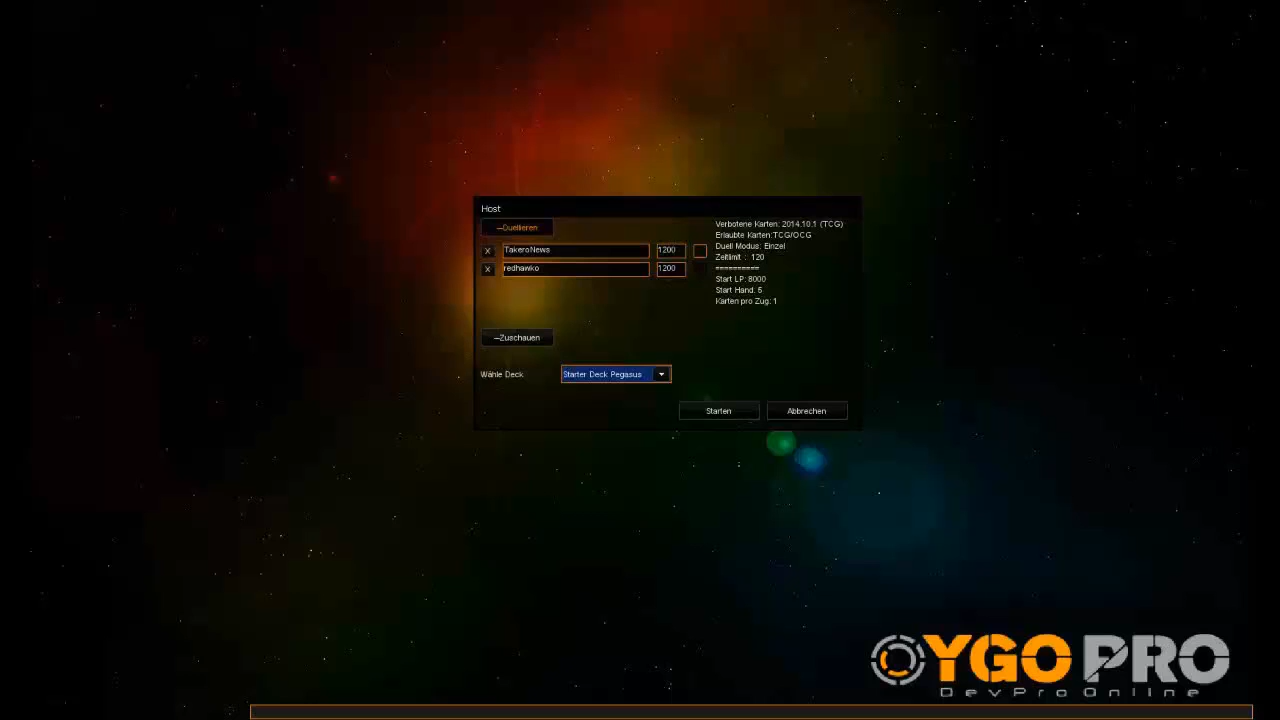 Host
--Duellieren
X TakeroNews 1200
X redhawko 1200
Verbotene Karten: 2014.10.1 (TCG)
Erlaubte Karten:TCG/OCG
Duell Modus: Einzel
Zeitlimit : 120
==========
Start LP: 8000
Start Hand: 5
Karten pro Zug: 1
--Zuschauen
Wähle Deck Starter Deck Pegasus
Starten Abbrechen
YGO PRO
DevPro Online